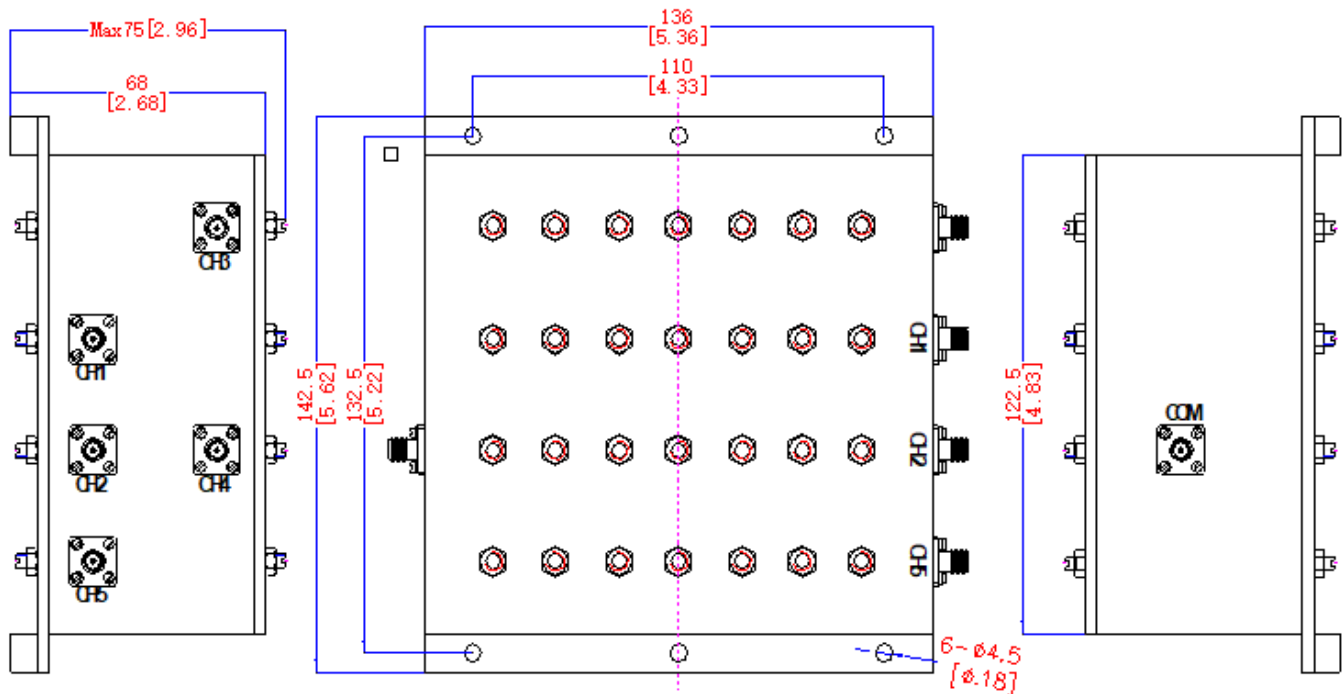 Max75[2.96]
68
[2.68]
CH3
CH1
CH2
CH4
CH5
136
[5.36]
110
[4.33]
142.5
[5.62]
132.5
[5.22]
CH1
CH2
CH5
6-ø4.5
[ø.18]
122.5
[4.83]
COM